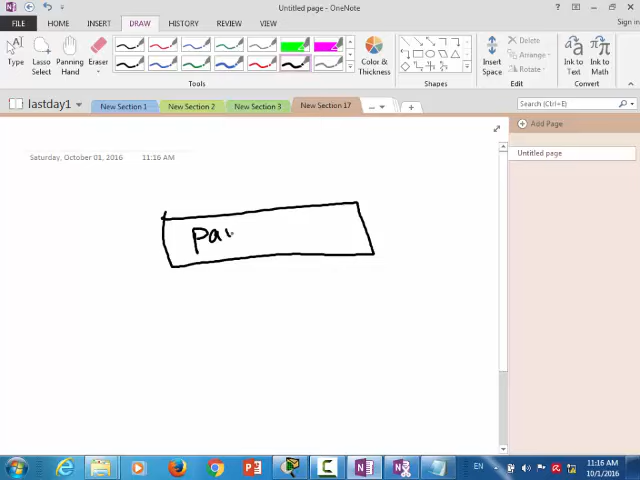 Untitled page - OneNote
FILE HOME INSERT DRAW HISTORY REVIEW VIEW Sign in
Type Lasso Select Panning Hand Eraser Color & Thickness Insert Space Delete Arrange Rotate Ink to Text Ink to Math
Tools Shapes Edit Convert
lastday1 New Section 1 New Section 2 New Section 3 New Section 17 Search (Ctrl+E)
Add Page
Untitled page
Saturday, October 01, 2016 11:16 AM
EN 11:16 AM
10/1/2016